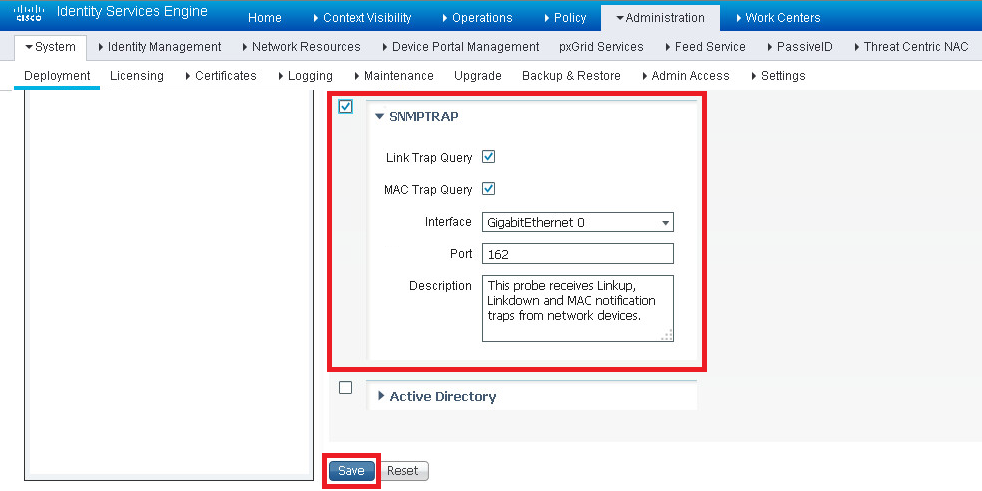 CISCO Identity Services Engine Home Context Visibility Operations Policy Administration Work Centers
System Identity Management Network Resources Device Portal Management pxGrid Services Feed Service PassiveID Threat Centric NAC
Deployment Licensing Certificates Logging Maintenance Upgrade Backup & Restore Admin Access Settings
SNMPTRAP
Link Trap Query
MAC Trap Query
Interface GigabitEthernet 0
Port 162
Description This probe receives Linkup,
Linkdown and MAC notification
traps from network devices.
Active Directory
Save Reset